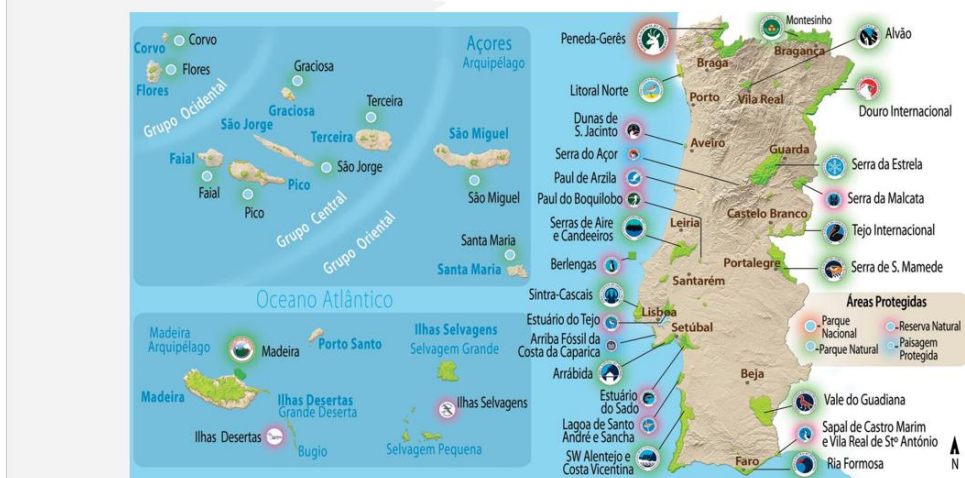 Açores
Arquipélago
Corvo
Corvo
Flores
Flores
Grupo Ocidental
Graciosa
Graciosa
São Jorge
Terceira
Terceira
São Miguel
Faial
Faial
Pico
Pico
São Jorge
São Miguel
Grupo Central
Grupo Oriental
Santa Maria
Santa Maria
Oceano Atlântico
Madeira
Arquipélago
Madeira
Porto Santo
Ilhas Selvagens
Selvagem Grande
Madeira
Ilhas Desertas
Grande Deserta
Ilhas Selvagens
Ilhas Desertas
Bugio
Selvagem Pequena
Peneda-Gerês
Montesinho
Alvão
Bragança
Braga
Litoral Norte
Porto
Vila Real
Douro Internacional
Dunas de
S. Jacinto
Aveiro
Serra do Açor
Guarda
Serra da Estrela
Paul de Arzila
Paul do Boquilobo
Serra da Malcata
Leiria
Castelo Branco
Serras de Aire
e Candeeiros
Tejo Internacional
Berlengas
Portalegre
Serra de S. Mamede
Santarém
Sintra-Cascais
Lisboa
Estuário do Tejo
Setúbal
Arriba Fóssil da
Costa da Caparica
Arrábida
Áreas Protegidas
Parque
Nacional
Reserva Natural
Parque Natural
Paisagem
Protegida
Beja
Estuário
do Sado
Vale do Guadiana
Lagoa de Santo
André e Sancha
Sapal de Castro Marim
e Vila Real de Stº António
SW Alentejo e
Costa Vicentina
Faro
Ria Formosa
N